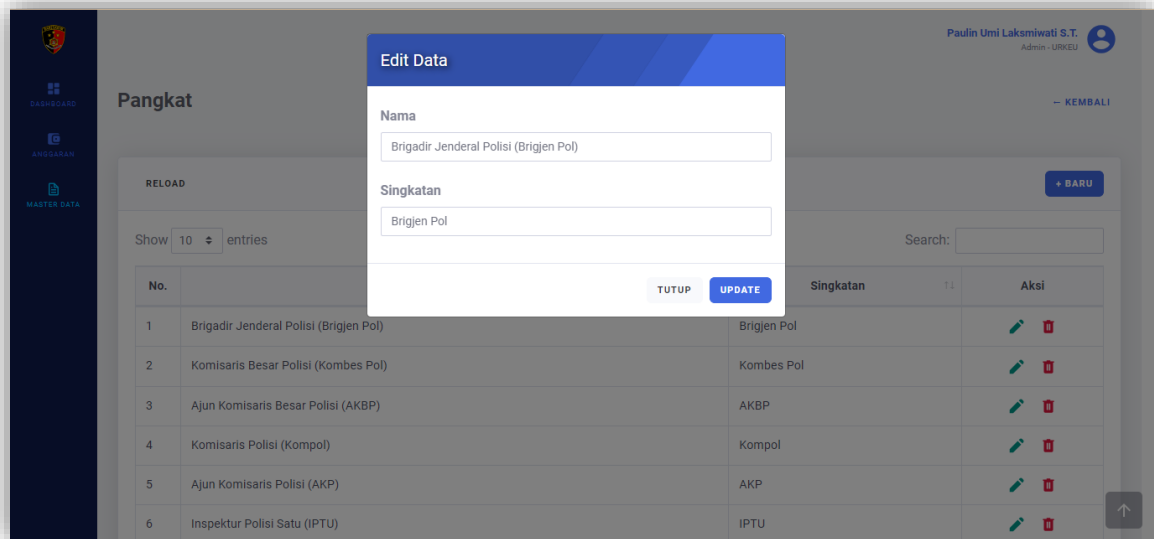 Paulin Umi Laksmiwati S.T.
Admin - URKEU
DASHBOARD
ANGGARAN
MASTER DATA
Pangkat
← KEMBALI
Edit Data
Nama
Brigadir Jenderal Polisi (Brigjen Pol)
Singkatan
Brigjen Pol
TUTUP UPDATE
RELOAD + BARU
Show 10 entries Search:
No. Singkatan Aksi
1 Brigadir Jenderal Polisi (Brigjen Pol) Brigjen Pol
2 Komisaris Besar Polisi (Kombes Pol) Kombes Pol
3 Ajun Komisaris Besar Polisi (AKBP) AKBP
4 Komisaris Polisi (Kompol) Kompol
5 Ajun Komisaris Polisi (AKP) AKP
6 Inspektur Polisi Satu (IPTU) IPTU